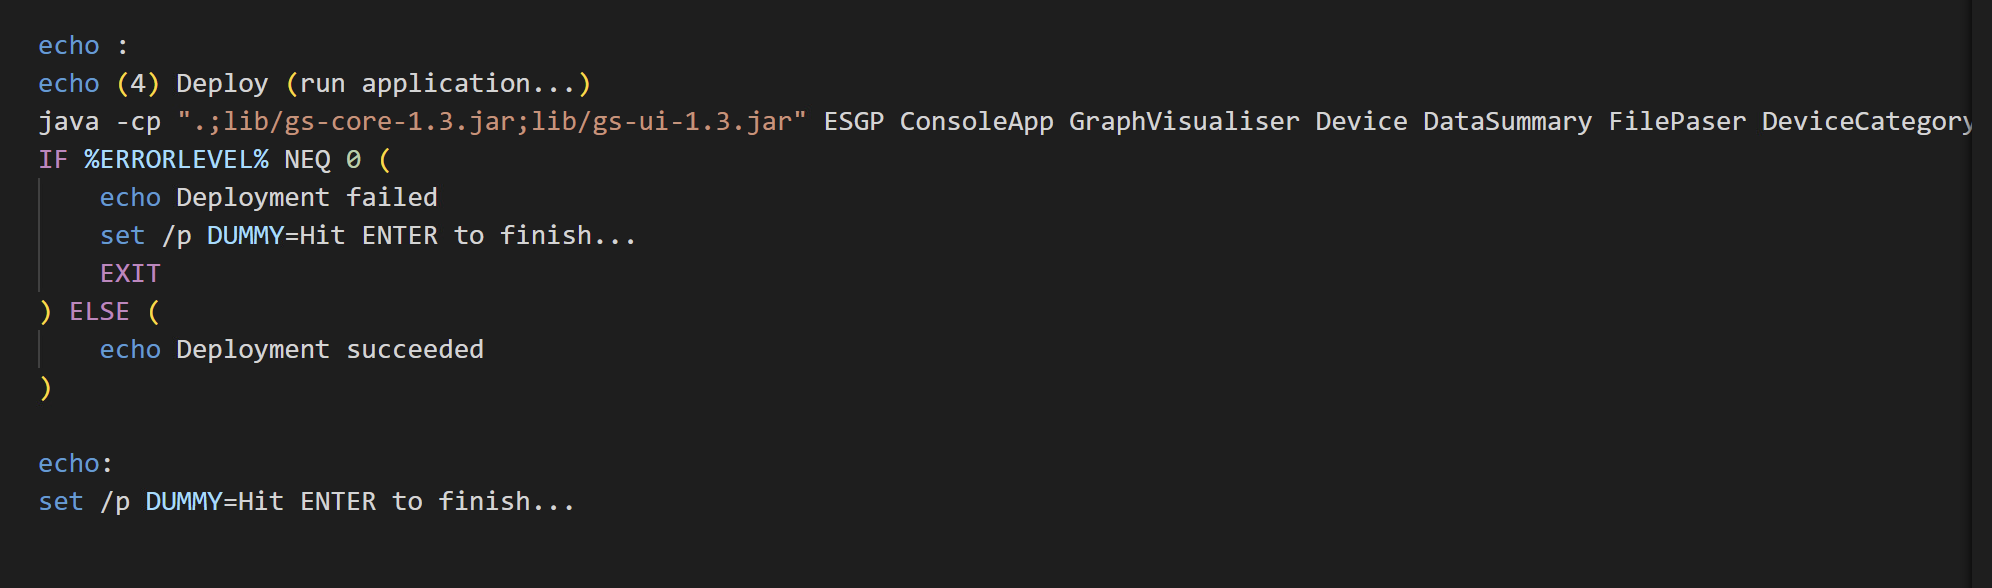 echo :
echo (4) Deploy (run application...)
java -cp ".;lib/gs-core-1.3.jar;lib/gs-ui-1.3.jar" ESGP ConsoleApp GraphVisualiser Device DataSummary FilePaser DeviceCategory
IF %ERRORLEVEL% NEQ 0 (
    echo Deployment failed
    set /p DUMMY=Hit ENTER to finish...
    EXIT
) ELSE (
    echo Deployment succeeded
)
echo:
set /p DUMMY=Hit ENTER to finish...